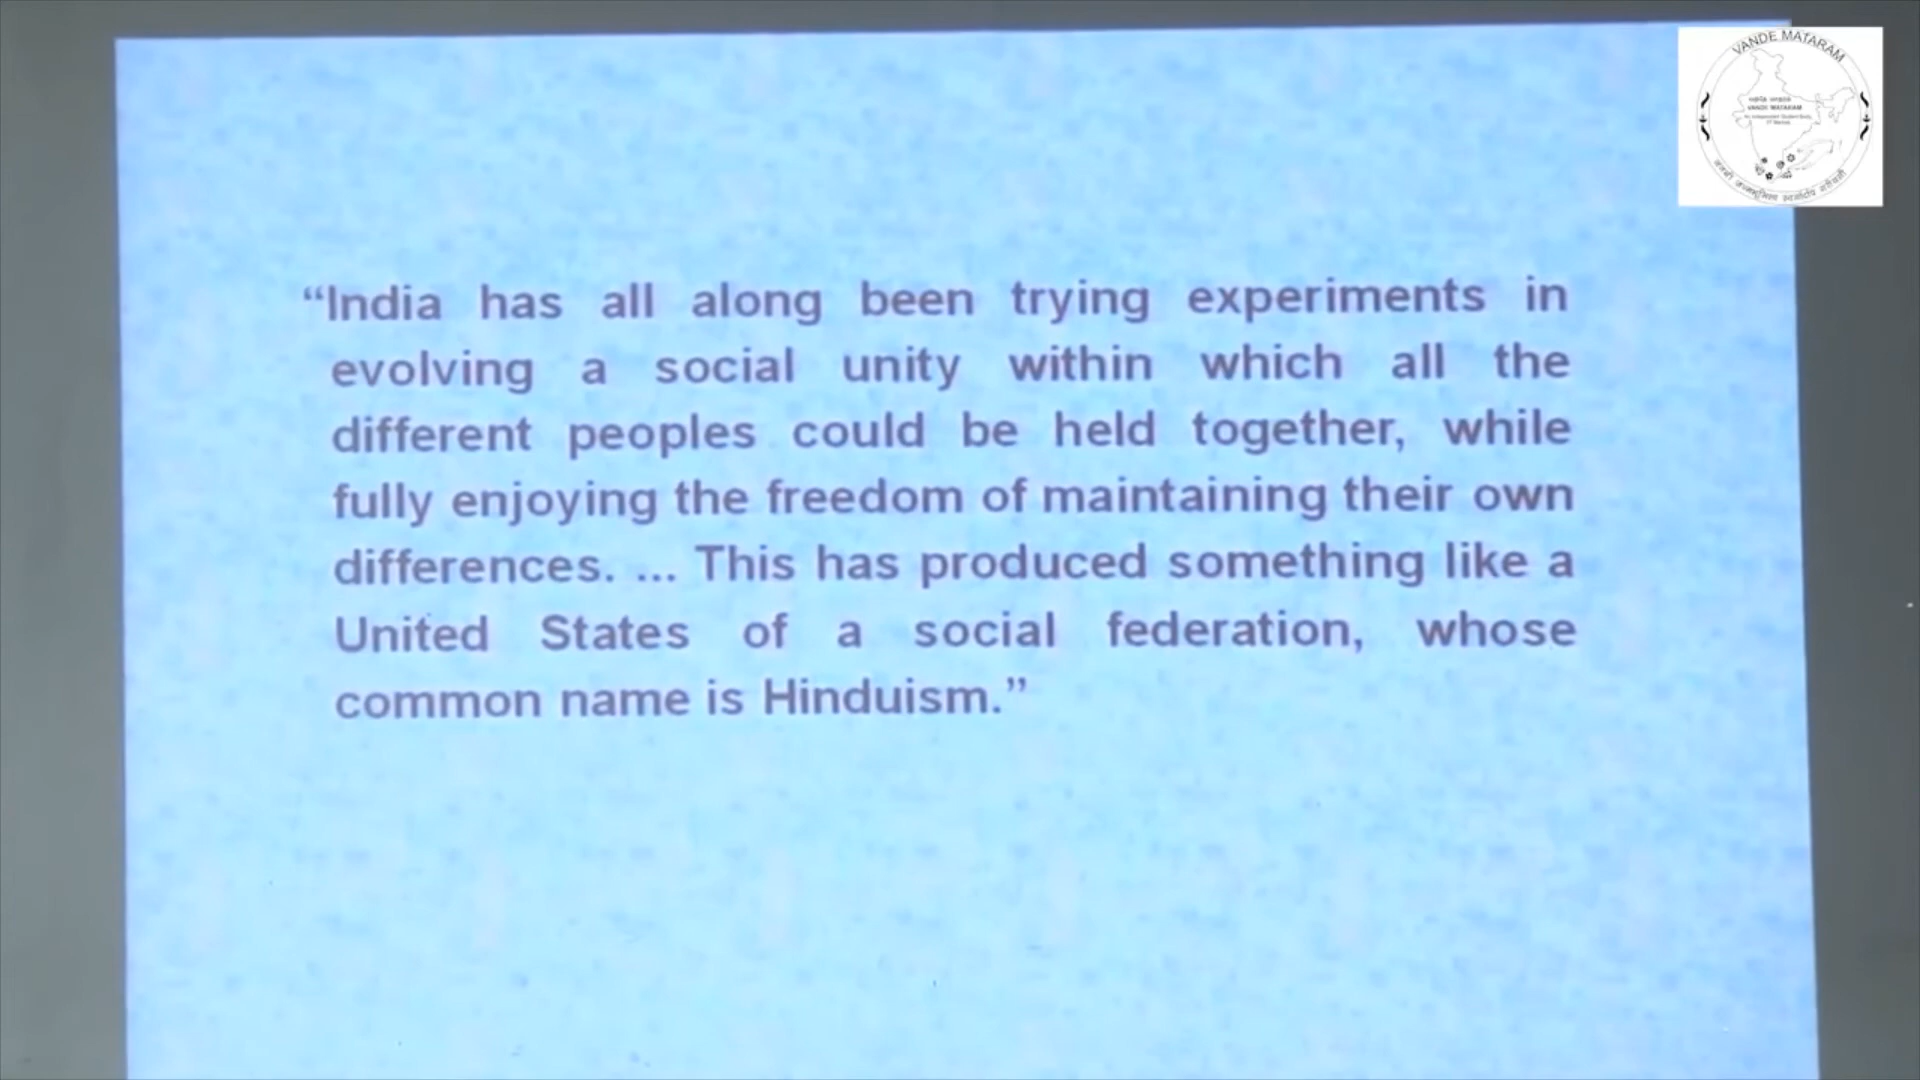 VANDE MATARAM
VANDE MATARAM
“India has all along been trying experiments in
evolving a social unity within which all the
different peoples could be held together, while
fully enjoying the freedom of maintaining their own
differences. ... This has produced something like a
United States of a social federation, whose
common name is Hinduism.”